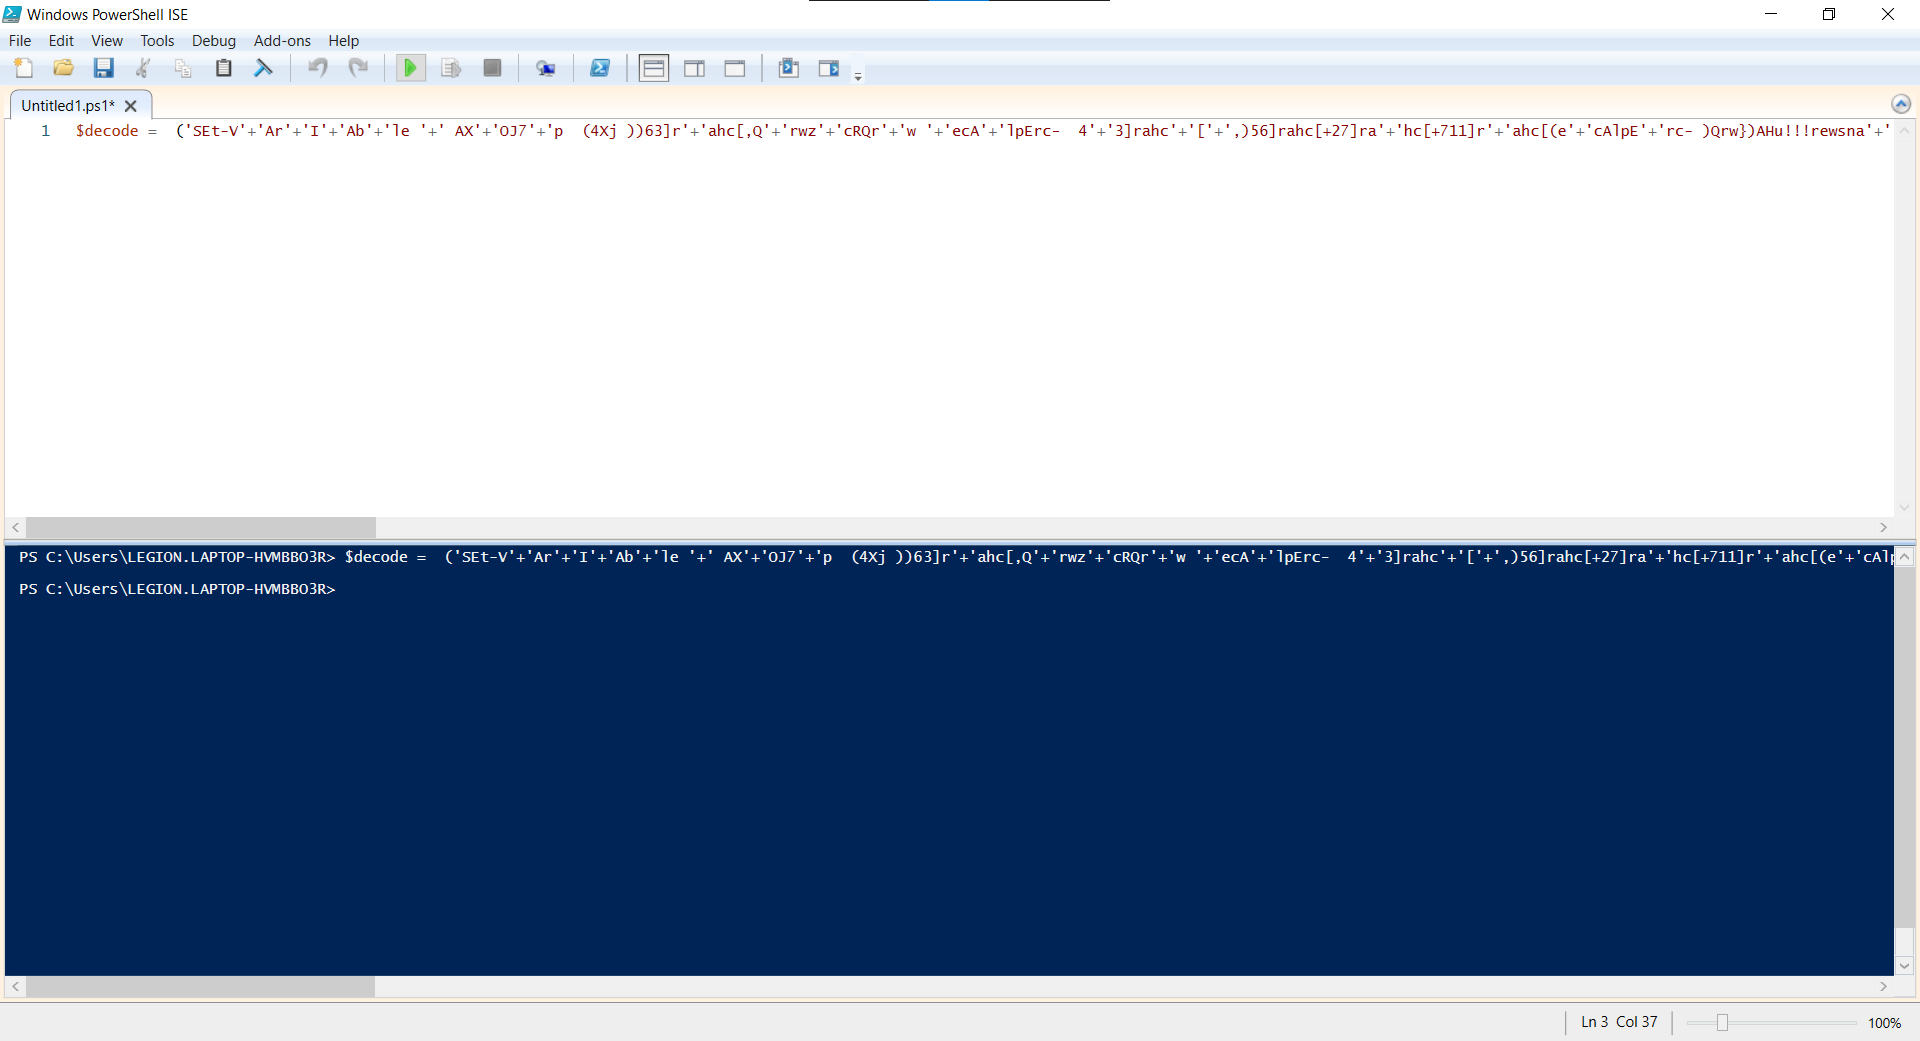 Windows PowerShell ISE
File Edit View Tools Debug Add-ons Help
Untitled1.ps1*
1 $decode =  ('SEt-V'+'Ar'+'I'+'Ab'+'le '+' AX'+'OJ7'+'p  (4Xj ))63]r'+'ahc[,Q'+'rwz'+'cRQr'+'w '+'ecA'+'lpErc-  4'+'3]rahc'+'['+',)56]rahc[+27]ra'+'hc[+711]r'+'ahc[(e'+'cAlpE'+'rc- )Qrw})AHu!!!rewsna'+'
PS C:\Users\LEGION.LAPTOP-HVMBBO3R> $decode =  ('SEt-V'+'Ar'+'I'+'Ab'+'le '+' AX'+'OJ7'+'p  (4Xj ))63]r'+'ahc[,Q'+'rwz'+'cRQr'+'w '+'ecA'+'lpErc-  4'+'3]rahc'+'['+',)56]rahc[+27]ra'+'hc[+711]r'+'ahc[(e'+'cAl
PS C:\Users\LEGION.LAPTOP-HVMBBO3R>
Ln 3 Col 37 100%